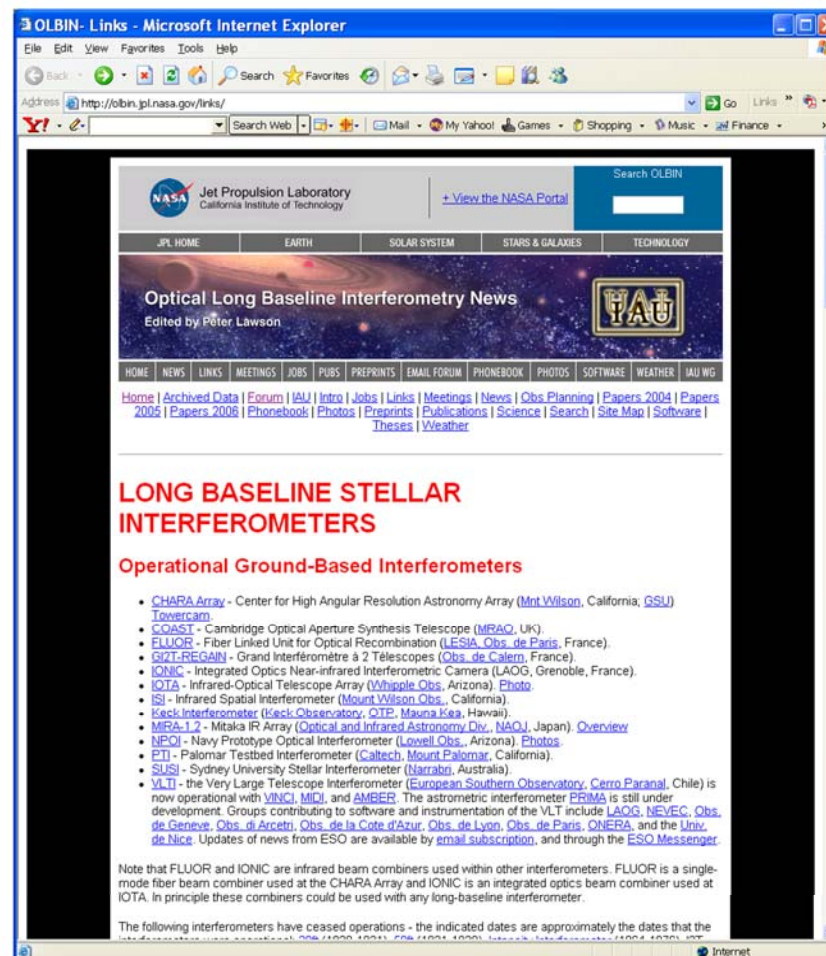 OLBIN- Links - Microsoft Internet Explorer
File Edit View Favorites Tools Help
Back Search Favorites
Address http://olbin.jpl.nasa.gov/links/ Go Links »
Y! Search Web Mail My Yahoo! Games Shopping Music Finance
Search OLBIN
NASA Jet Propulsion Laboratory
California Institute of Technology
+ View the NASA Portal
JPL HOME EARTH SOLAR SYSTEM STARS & GALAXIES TECHNOLOGY
Optical Long Baseline Interferometry News
Edited by Peter Lawson
IAU
HOME NEWS LINKS MEETINGS JOBS PUBS PREPRINTS EMAIL FORUM PHONEBOOK PHOTOS SOFTWARE WEATHER IAU WG
Home | Archived Data | Forum | IAU | Intro | Jobs | Links | Meetings | News | Obs Planning | Papers 2004 | Papers
2005 | Papers 2006 | Phonebook | Photos | Preprints | Publications | Science | Search | Site Map | Software |
Theses | Weather
LONG BASELINE STELLAR
INTERFEROMETERS
Operational Ground-Based Interferometers
• CHARA Array - Center for High Angular Resolution Astronomy Array (Mnt Wilson, California; GSU)
Towercam.
• COAST - Cambridge Optical Aperture Synthesis Telescope (MRAO, UK).
• FLUOR - Fiber Linked Unit for Optical Recombination (LESIA, Obs. de Paris, France).
• GI2T-REGAIN - Grand Interféromètre à 2 Télescopes (Obs. de Calern, France).
• IONIC - Integrated Optics Near-infrared Interferometric Camera (LAOG, Grenoble, France).
• IOTA - Infrared-Optical Telescope Array (Whipple Obs, Arizona). Photo.
• ISI - Infrared Spatial Interferometer (Mount Wilson Obs., California).
• Keck Interferometer (Keck Observatory, OTP, Mauna Kea, Hawaii).
• MIRA-1.2 - Mitaka IR Array (Optical and Infrared Astronomy Div., NAOJ, Japan). Overview
• NPOI - Navy Prototype Optical Interferometer (Lowell Obs., Arizona). Photos.
• PTI - Palomar Testbed Interferometer (Caltech, Mount Palomar, California).
• SUSI - Sydney University Stellar Interferometer (Narrabri, Australia).
• VLTI - the Very Large Telescope Interferometer (European Southern Observatory, Cerro Paranal, Chile) is
now operational with VINCI, MIDI, and AMBER. The astrometric interferometer PRIMA is still under
development. Groups contributing to software and instrumentation of the VLT include LAOG, NEVEC, Obs.
de Geneve, Obs. di Arcetri, Obs. de la Cote d'Azur, Obs. de Lyon, Obs. de Paris, ONERA, and the Univ.
de Nice. Updates of news from ESO are available by email subscription, and through the ESO Messenger.
Note that FLUOR and IONIC are infrared beam combiners used within other interferometers. FLUOR is a single-
mode fiber beam combiner used at the CHARA Array and IONIC is an integrated optics beam combiner used at
IOTA. In principle these combiners could be used with any long-baseline interferometer.
The following interferometers have ceased operations - the indicated dates are approximately the dates that the
Internet